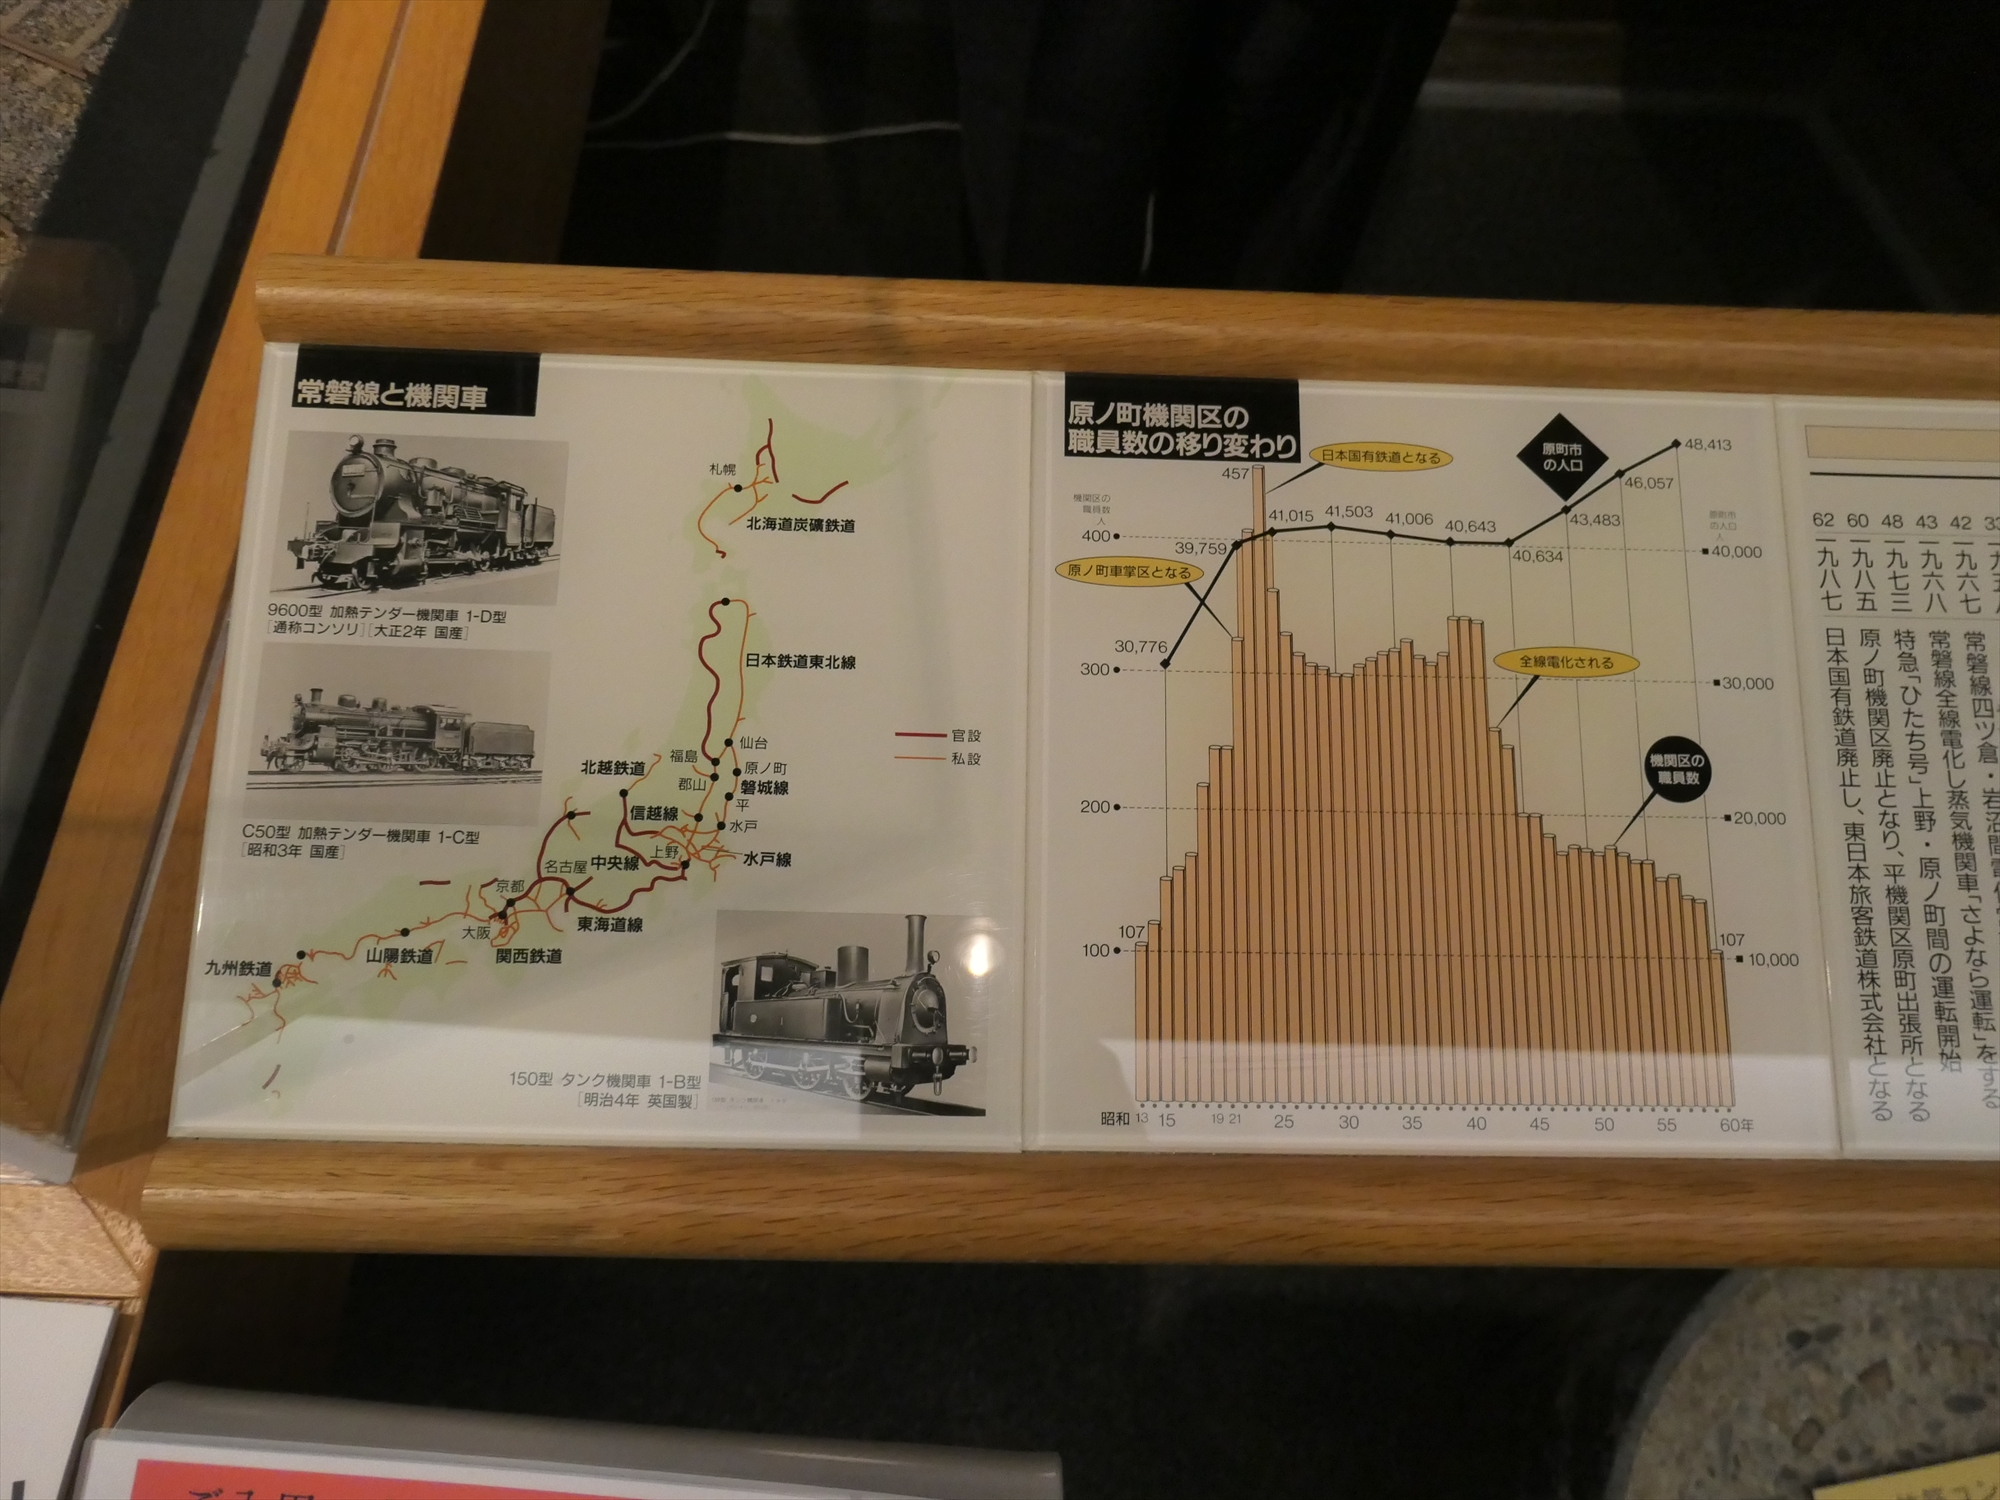 常磐線と機関車
9600型 加熱テンダー機関車 1-D型
［通称コンソリ］［大正2年 国産］
C50型 加熱テンダー機関車 1-C型
［昭和3年 国産］
札幌
北海道炭礦鉄道
日本鉄道東北線
官設
私設
仙台
福島
原ノ町
北越鉄道
郡山
磐城線
平
信越線
水戸
上野
水戸線
名古屋
中央線
京都
東海道線
大阪
関西鉄道
山陽鉄道
九州鉄道
150型 タンク機関車 1-B型
［明治4年 英国製］
原ノ町機関区の
職員数の移り変わり
日本国有鉄道となる
原町市
の人口
48,413
457
46,057
機関区の
職員数
人
原町市
の人口
人
41,015
41,503
41,006
40,643
43,483
400
39,759
40,634
40,000
原ノ町車掌区となる
30,776
全線電化される
300
30,000
機関区の
職員数
200
20,000
107
107
100
10,000
昭和 13 15 19 21 25 30 35 40 45 50 55 60年
62 60 48 43 42 33
一九八七
一九八五
一九七三
一九六八
一九六七
常磐線四ツ倉・岩沼間電化
常磐線全線電化し蒸気機関車「さよなら運転」をする
特急「ひたち号」上野・原ノ町間の運転開始
原ノ町機関区廃止となり、平機関区原町出張所となる
日本国有鉄道廃止し、東日本旅客鉄道株式会社となる